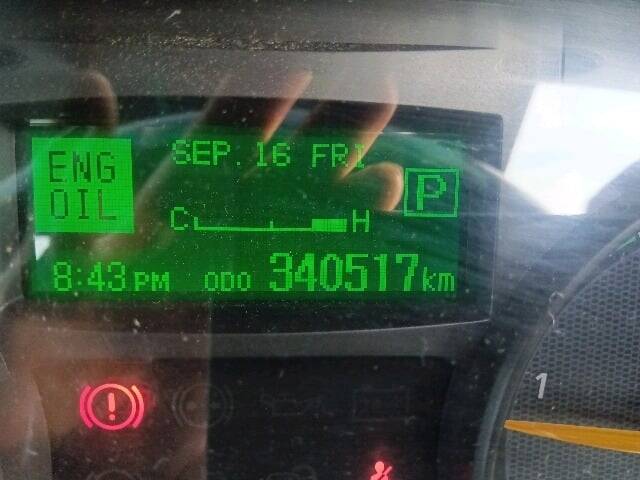 ENG
OIL
SEP. 16 FRI
P
C H
8:43 PM ODO 340517 km
!
1